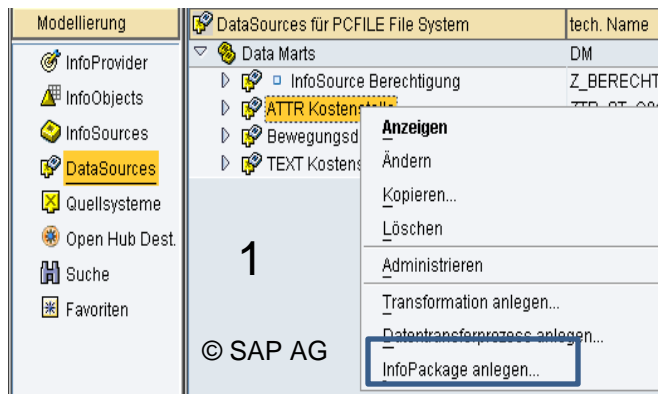 Modellierung
InfoProvider
InfoObjects
InfoSources
DataSources
Quellsysteme
Open Hub Dest.
Suche
Favoriten
DataSources für PCFILE File System
tech. Name
Data Marts
DM
InfoSource Berechtigung
Z_BERECHT
ATTR Kostenstelle
Bewegungsd
TEXT Kostens
Anzeigen
Ändern
Kopieren...
Löschen
Administrieren
Transformation anlegen...
Datentransferprozess anlegen...
InfoPackage anlegen...
1
© SAP AG